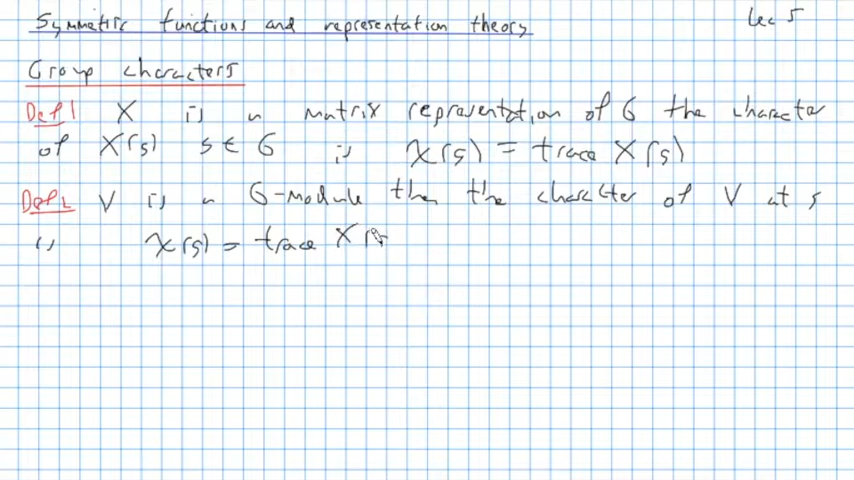 Symmetric functions and representation theory Lec 5
Group characters
Def 1 X is a matrix representation of G the character
of X(g) g ∈ G is χ(g) = trace X(g)
Def 2 V is a G-module then the character of V at g
is χ(g) = trace X(